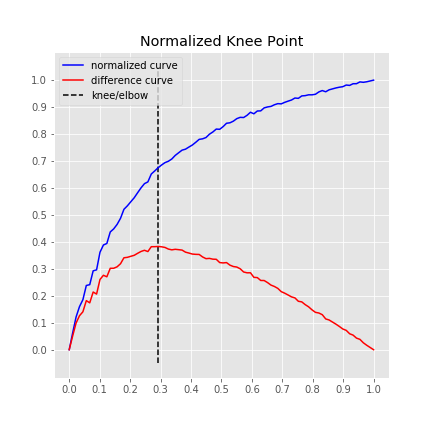 Normalized Knee Point
normalized curve
difference curve
knee/elbow
1.0
0.9
0.8
0.7
0.6
0.5
0.4
0.3
0.2
0.1
0.0
0.0 0.1 0.2 0.3 0.4 0.5 0.6 0.7 0.8 0.9 1.0